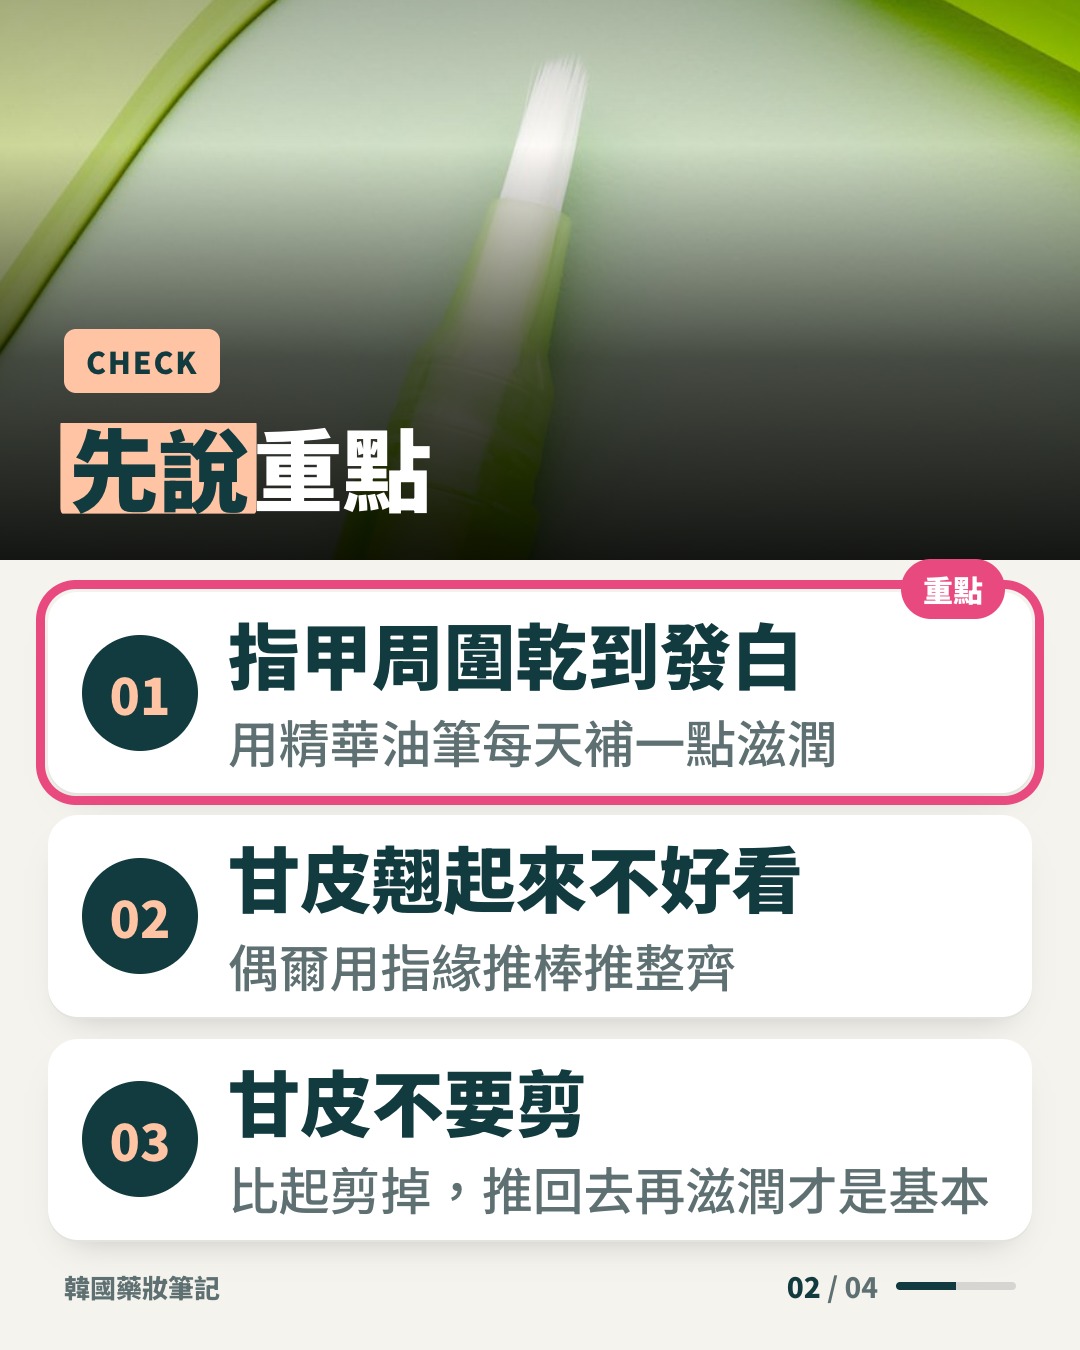 CHECK
先說重點
重點
01
指甲周圍乾到發白
用精華油筆每天補一點滋潤
02
甘皮翹起來不好看
偶爾用指緣推棒推整齊
03
甘皮不要剪
比起剪掉，推回去再滋潤才是基本
韓國藥妝筆記
02 / 04